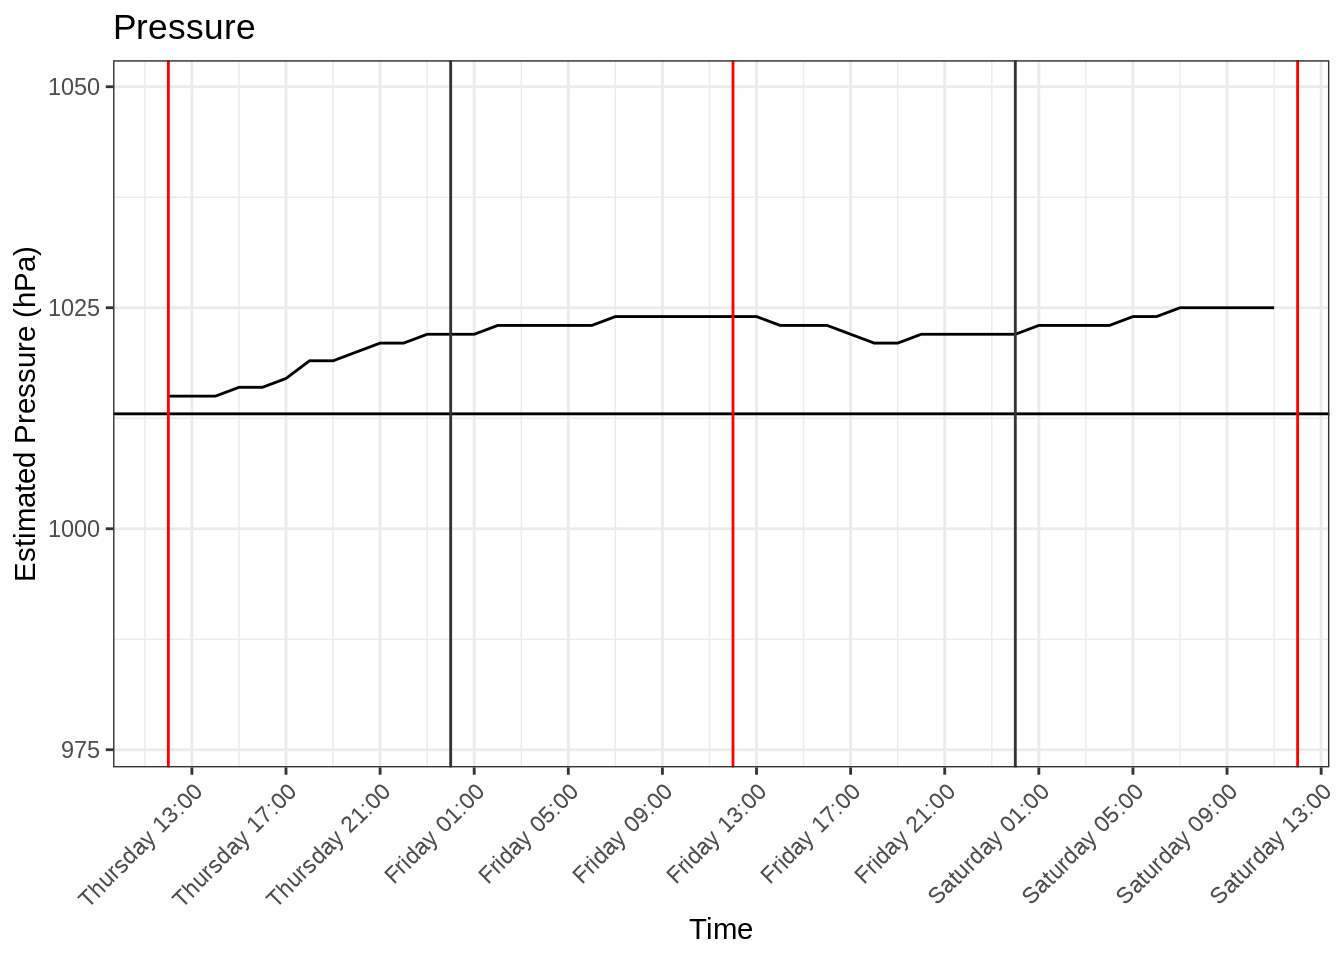 Pressure
Estimated Pressure (hPa)
1050
1025
1000
975
Thursday 13:00
Thursday 17:00
Thursday 21:00
Friday 01:00
Friday 05:00
Friday 09:00
Friday 13:00
Friday 17:00
Friday 21:00
Saturday 01:00
Saturday 05:00
Saturday 09:00
Saturday 13:00
Time